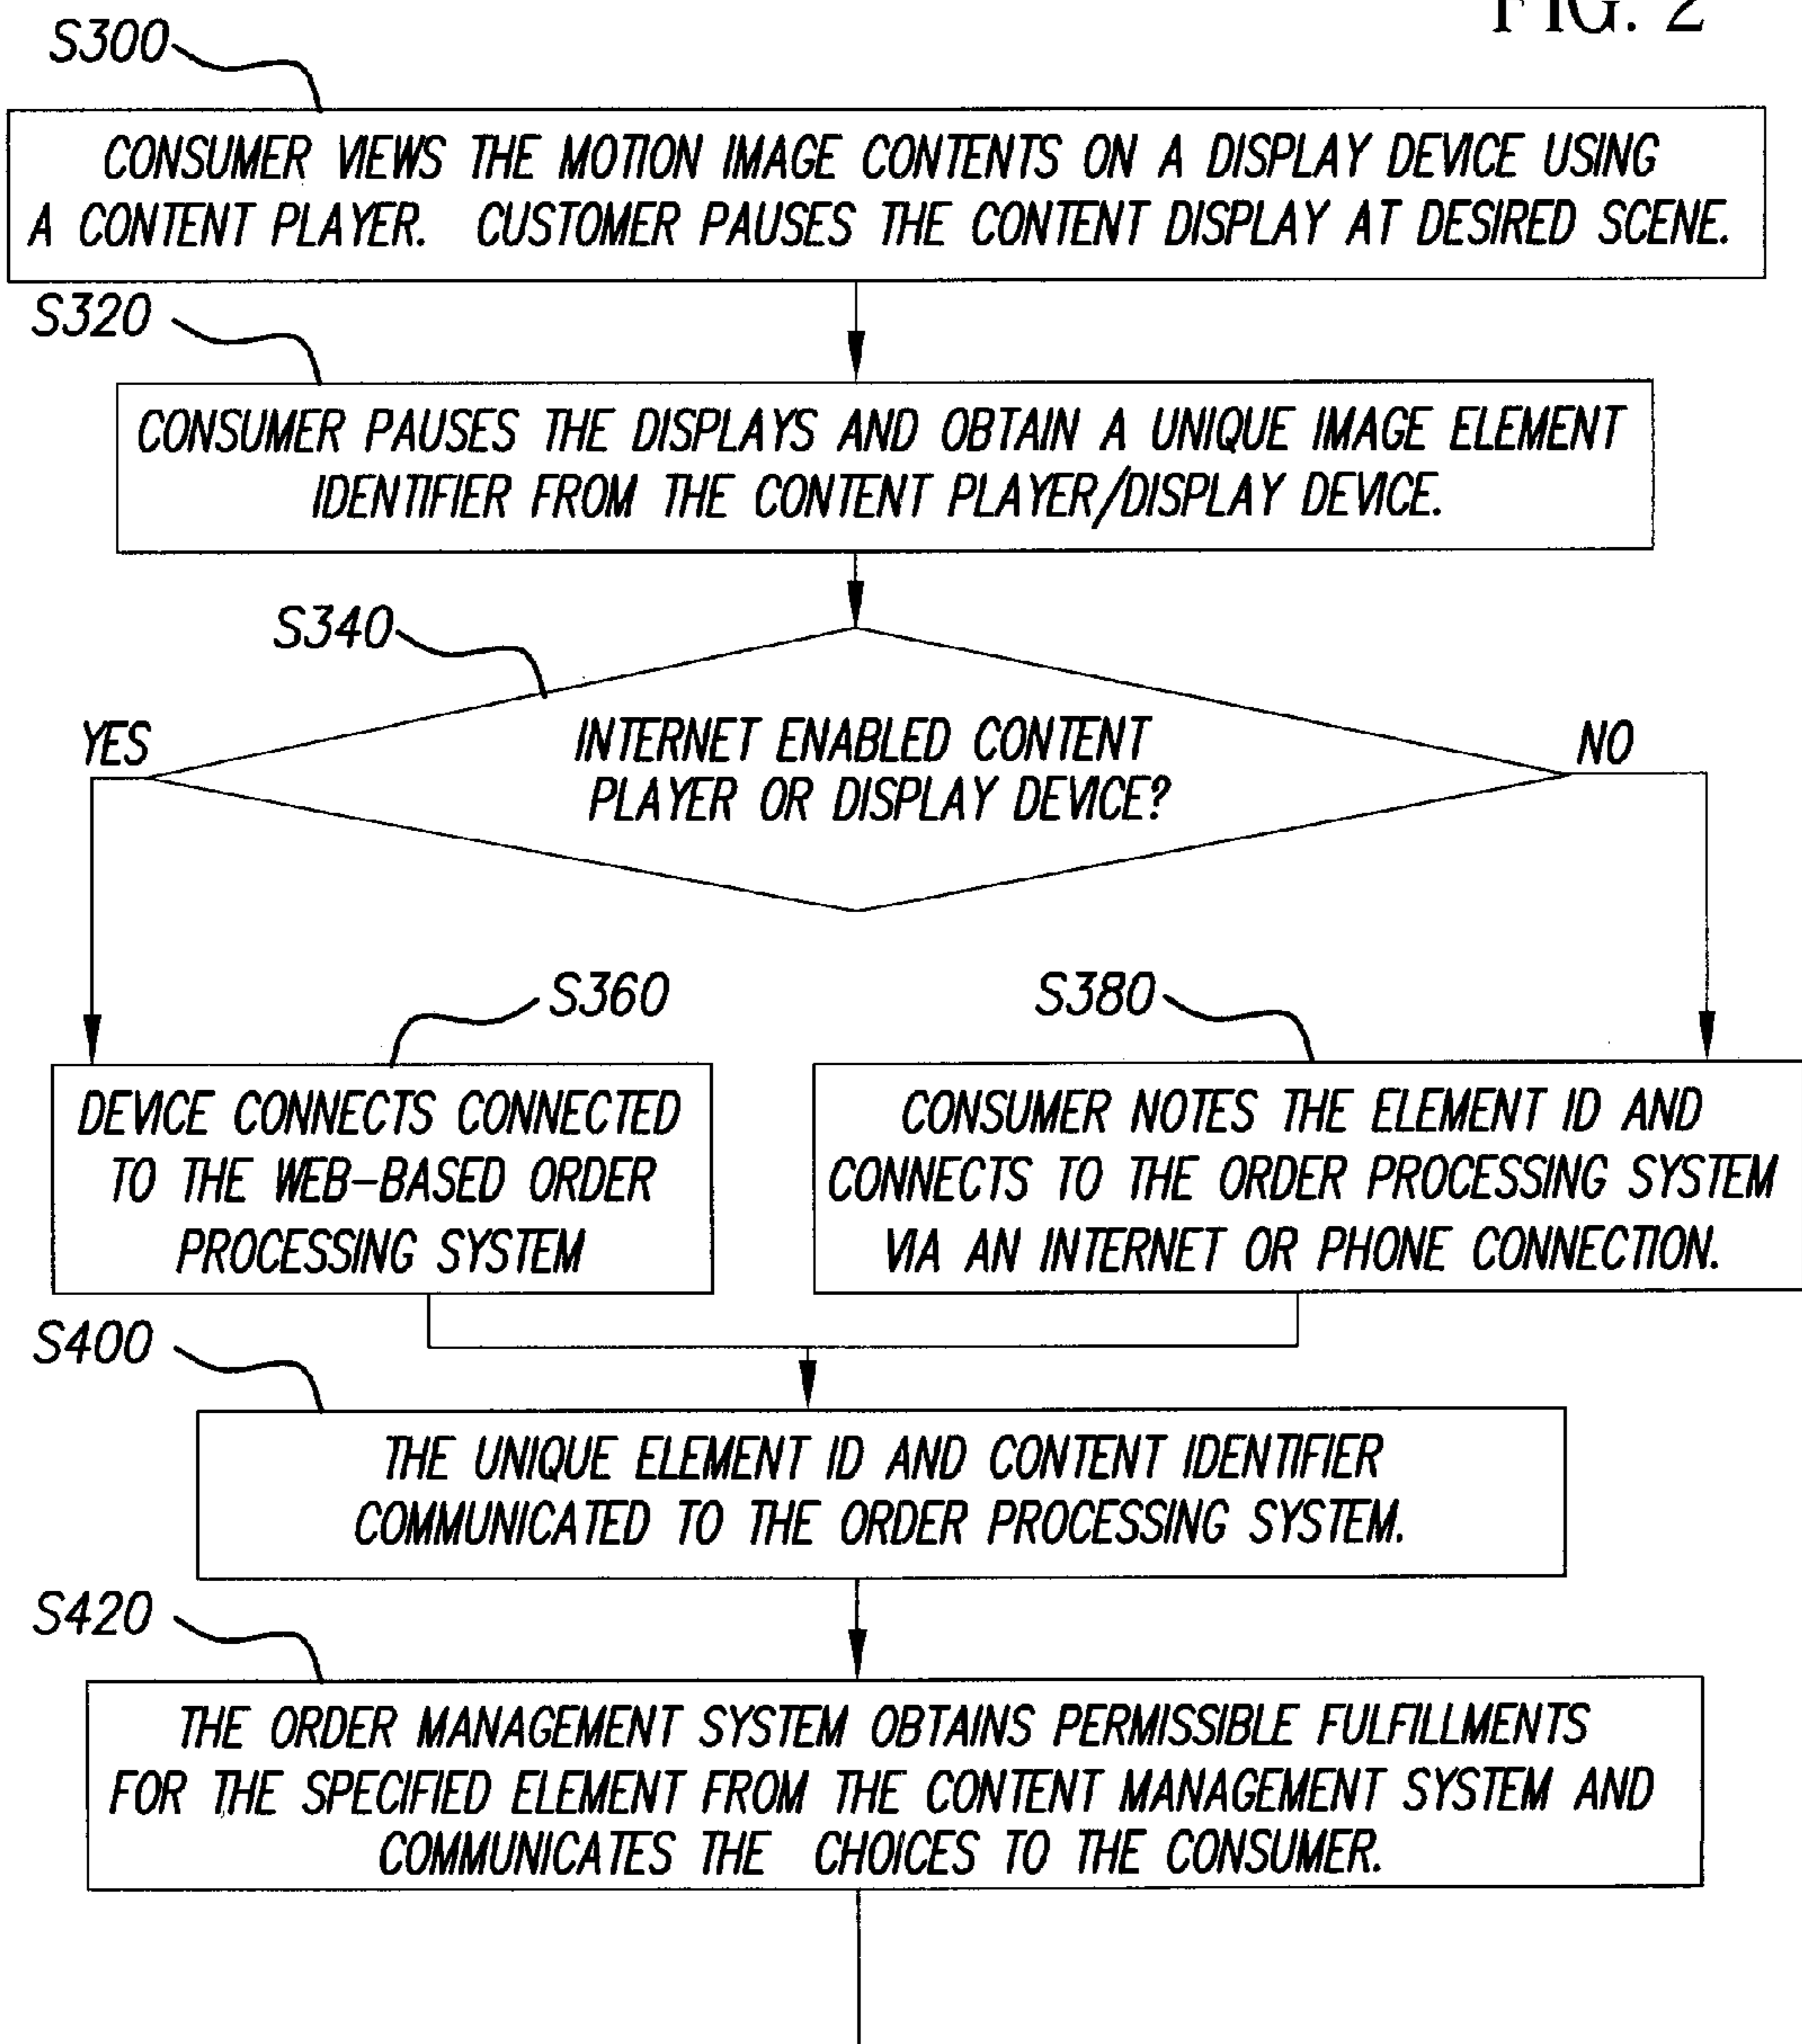 FIG. 2
S300
CONSUMER VIEWS THE MOTION IMAGE CONTENTS ON A DISPLAY DEVICE USING
A CONTENT PLAYER. CUSTOMER PAUSES THE CONTENT DISPLAY AT DESIRED SCENE.
S320
CONSUMER PAUSES THE DISPLAYS AND OBTAIN A UNIQUE IMAGE ELEMENT
IDENTIFIER FROM THE CONTENT PLAYER/DISPLAY DEVICE.
S340
YES
INTERNET ENABLED CONTENT
PLAYER OR DISPLAY DEVICE?
NO
S360
DEVICE CONNECTS CONNECTED
TO THE WEB-BASED ORDER
PROCESSING SYSTEM
S380
CONSUMER NOTES THE ELEMENT ID AND
CONNECTS TO THE ORDER PROCESSING SYSTEM
VIA AN INTERNET OR PHONE CONNECTION.
S400
THE UNIQUE ELEMENT ID AND CONTENT IDENTIFIER
COMMUNICATED TO THE ORDER PROCESSING SYSTEM.
S420
THE ORDER MANAGEMENT SYSTEM OBTAINS PERMISSIBLE FULFILLMENTS
FOR THE SPECIFIED ELEMENT FROM THE CONTENT MANAGEMENT SYSTEM AND
COMMUNICATES THE CHOICES TO THE CONSUMER.